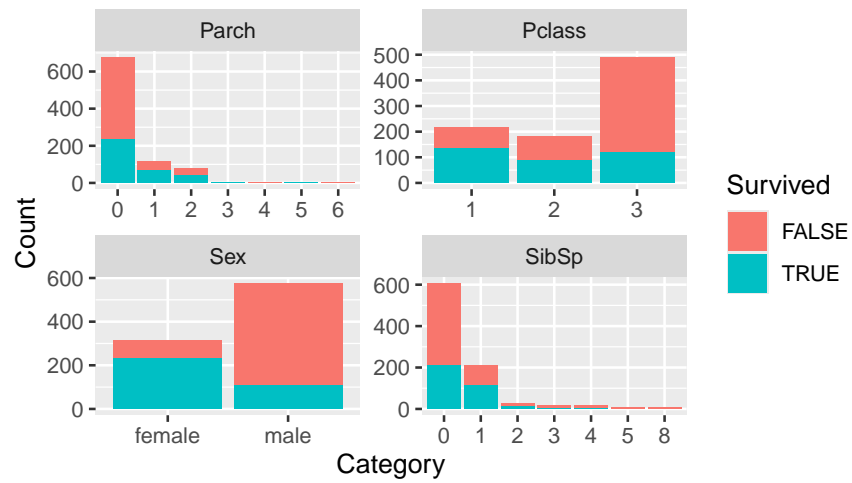 Parch
Pclass
600
400
200
0
0 1 2 3 4 5 6
500
400
300
200
100
0
1 2 3
Sex
SibSp
600
400
200
0
female male
600
400
200
0
0 1 2 3 4 5 8
Count
Category
Survived
FALSE
TRUE